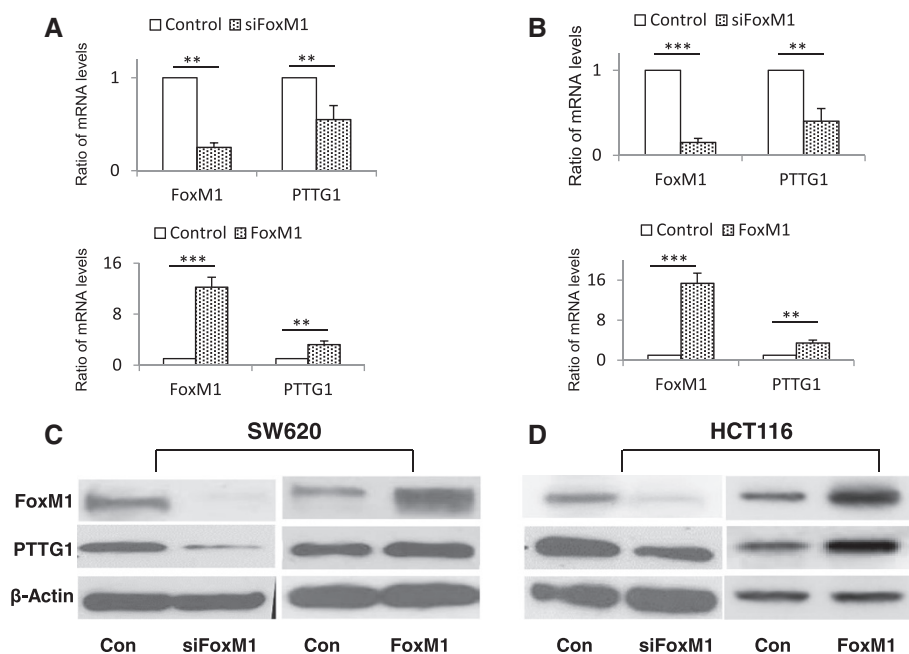 A
Control siFoxM1
Ratio of mRNA levels
1
0
**
**
FoxM1 PTTG1
Control FoxM1
Ratio of mRNA levels
16
8
0
***
**
FoxM1 PTTG1
B
Control siFoxM1
Ratio of mRNA levels
1
0
***
**
FoxM1 PTTG1
Control FoxM1
Ratio of mRNA levels
16
8
0
***
**
FoxM1 PTTG1
C SW620
FoxM1
PTTG1
β-Actin
Con siFoxM1 Con FoxM1
D HCT116
Con siFoxM1 Con FoxM1